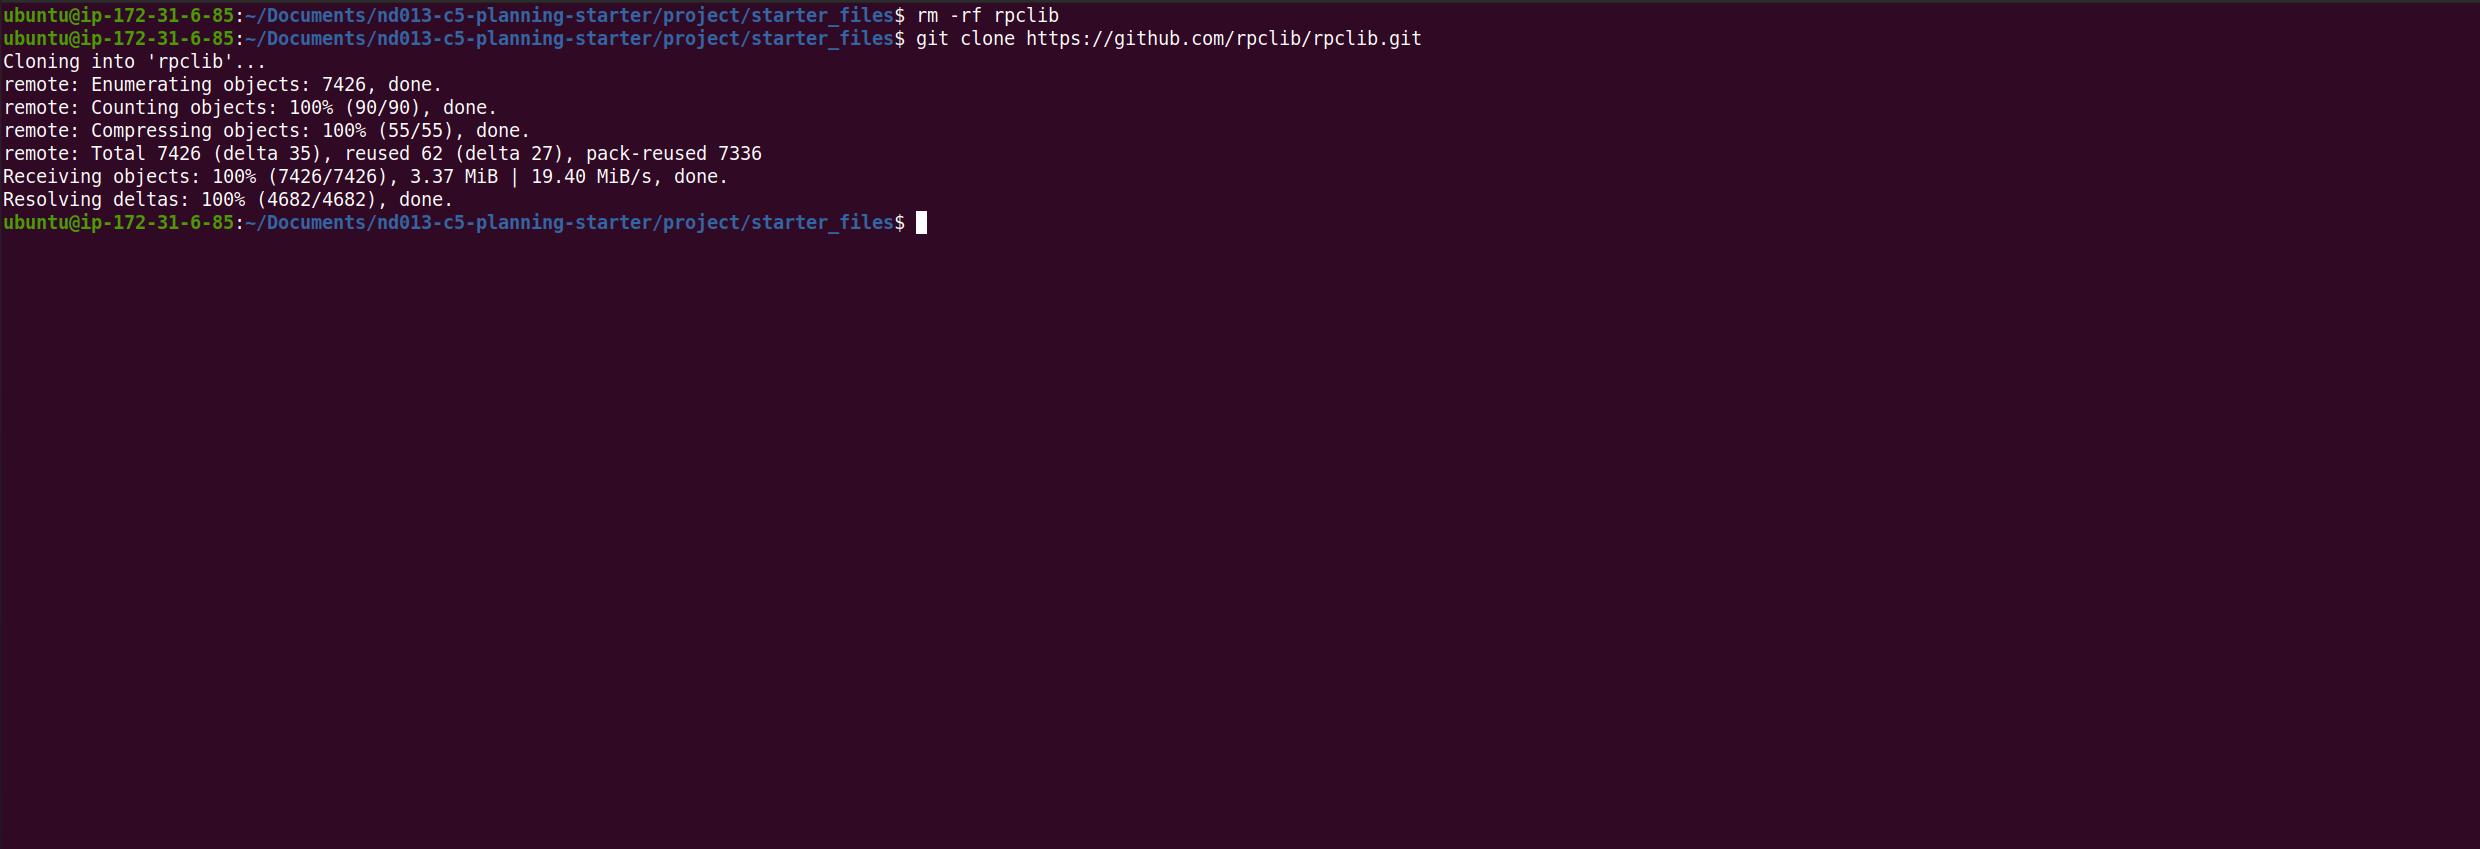 ubuntu@ip-172-31-6-85:~/Documents/nd013-c5-planning-starter/project/starter_files$ rm -rf rpclib
ubuntu@ip-172-31-6-85:~/Documents/nd013-c5-planning-starter/project/starter_files$ git clone https://github.com/rpclib/rpclib.git
Cloning into 'rpclib'...
remote: Enumerating objects: 7426, done.
remote: Counting objects: 100% (90/90), done.
remote: Compressing objects: 100% (55/55), done.
remote: Total 7426 (delta 35), reused 62 (delta 27), pack-reused 7336
Receiving objects: 100% (7426/7426), 3.37 MiB | 19.40 MiB/s, done.
Resolving deltas: 100% (4682/4682), done.
ubuntu@ip-172-31-6-85:~/Documents/nd013-c5-planning-starter/project/starter_files$